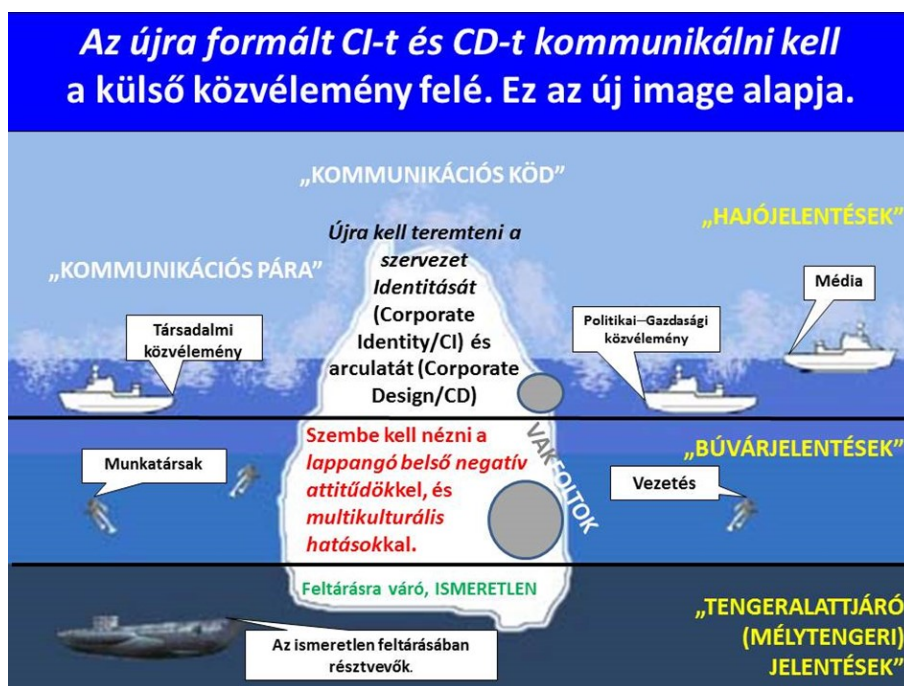 Az újra formált CI-t és CD-t kommunikálni kell
a külső közvélemény felé. Ez az új image alapja.
„KOMMUNIKÁCIÓS KÖD”
„HAJÓJELENTÉSEK”
Újra kell teremteni a
szervezet
Identitását
(Corporate
Identity/CI) és
arculatát (Corporate
Design/CD)
„KOMMUNIKÁCIÓS PÁRA”
Média
Társadalmi
közvélemény
Politikai–Gazdasági
közvélemény
Szembe kell nézni a
lappangó belső negatív
attitűdökkel, és
multikulturális
hatásokkal.
VAKFOLTOK
„BÚVÁRJELENTÉSEK”
Munkatársak
Vezetés
Feltárásra váró, ISMERETLEN
„TENGERALATTJÁRÓ
(MÉLYTENGERI)
JELENTÉSEK”
Az ismeretlen feltárásában
résztvevők.